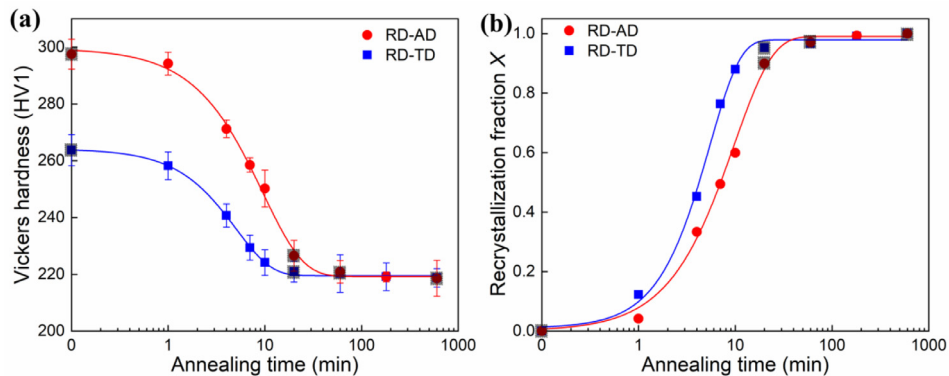 (a)
RD-AD
RD-TD
Vickers hardness (HV1)
300
280
260
240
220
200
0
1
10
100
1000
Annealing time (min)
(b)
RD-AD
RD-TD
Recrystallization fraction X
1.0
0.8
0.6
0.4
0.2
0.0
0
1
10
100
1000
Annealing time (min)